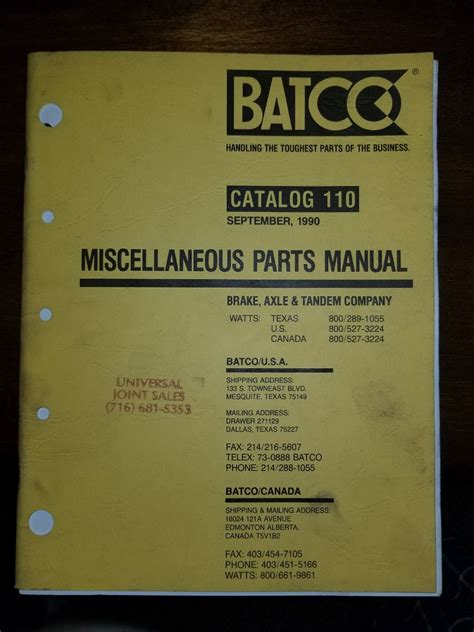 BATCO®
HANDLING THE TOUGHEST PARTS OF THE BUSINESS.
CATALOG 110
SEPTEMBER, 1990
MISCELLANEOUS PARTS MANUAL
BRAKE, AXLE & TANDEM COMPANY
WATTS: TEXAS 800/289-1055
U.S. 800/527-3224
CANADA 800/527-3224
BATCO/U.S.A.
SHIPPING ADDRESS:
133 S. TOWNEAST BLVD.
MESQUITE, TEXAS 75149
MAILING ADDRESS:
DRAWER 271129
DALLAS, TEXAS 75227
FAX: 214/216-5607
TELEX: 73-0888 BATCO
PHONE: 214/288-1055
UNIVERSAL
JOINT SALES
(716) 681-5353
BATCO/CANADA
SHIPPING & MAILING ADDRESS:
16024 121A AVENUE
EDMONTON ALBERTA,
CANADA T5V1B2
FAX: 403/454-7105
PHONE: 403/451-5166
WATTS: 800/661-9861